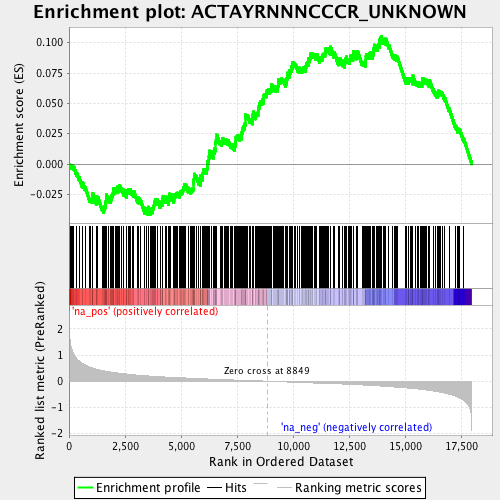 Enrichment plot: ACTAYRNNNCCCR_UNKNOWN
Enrichment score (ES)
0.100
0.075
0.050
0.025
0.000
-0.025
'na_pos' (positively correlated)
Ranked list metric (PreRanked)
2
1
0
-1
-2
Zero cross at 8849
'na_neg' (negatively correlated)
0
2,500
5,000
7,500
10,000
12,500
15,000
17,500
Rank in Ordered Dataset
Enrichment profile
Hits
Ranking metric scores